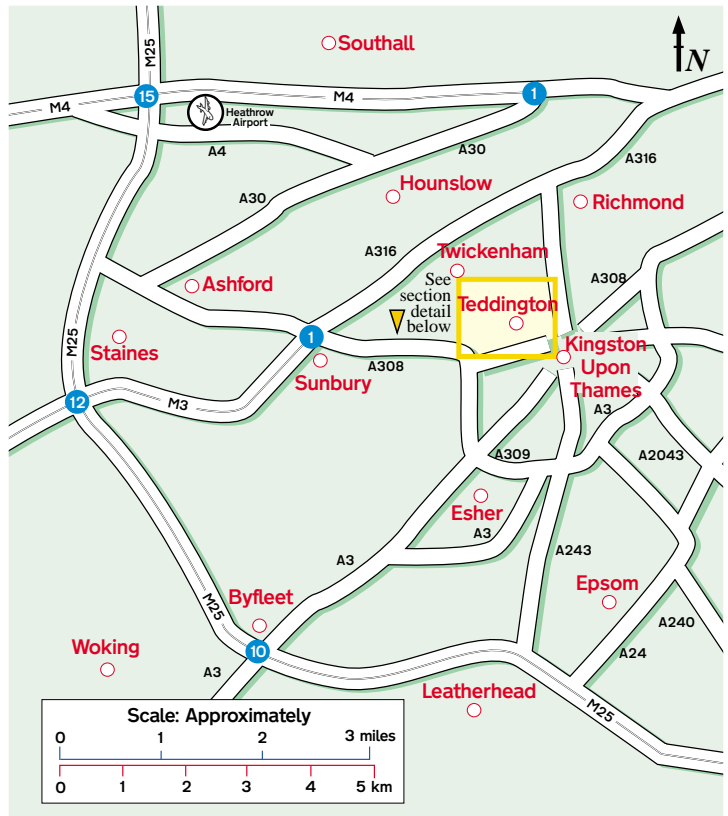 Southall
N
M25
M4
15
M4
1
Heathrow
Airport
A4
A30
A316
Hounslow
Richmond
A30
A316
Twickenham
A308
See
section
detail
below
Ashford
Teddington
M25
Staines
1
Sunbury
A308
Kingston
Upon
Thames
12
M3
A3
A309
A2043
Esher
A3
A3
A243
Byfleet
Epsom
M25
A240
Woking
10
A3
A24
Leatherhead
M25
Scale: Approximately
0 1 2 3 miles
0 1 2 3 4 5 km